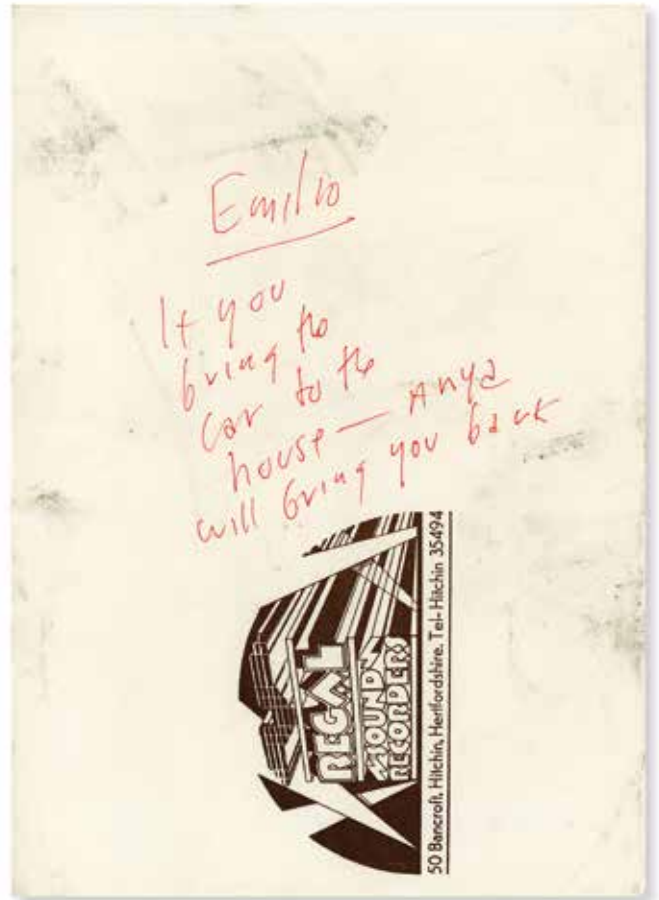 Emilio
If you
bring the
car to the
house — Anya
will bring you back
REGAL
SOUND
RECORDERS
50 Bancroft, Hitchin, Hertfordshire. Tel- Hitchin 35494